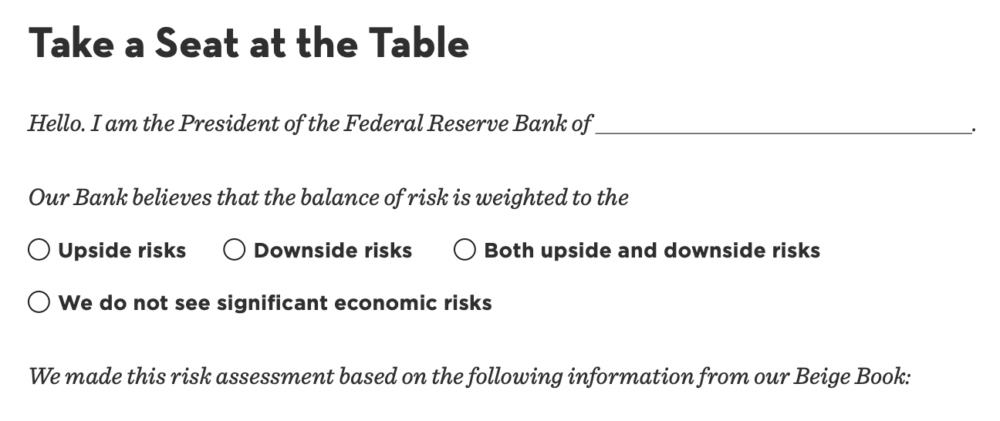 Take a Seat at the Table
Hello. I am the President of the Federal Reserve Bank of ________________________________.
Our Bank believes that the balance of risk is weighted to the
Upside risks Downside risks Both upside and downside risks
We do not see significant economic risks
We made this risk assessment based on the following information from our Beige Book: